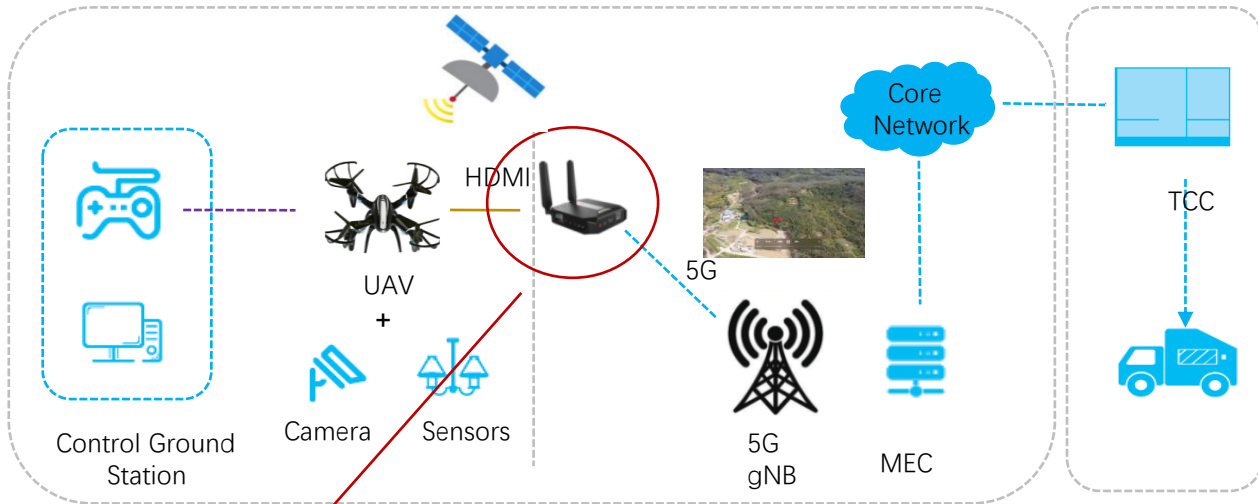 Core
Network
HDMI
TCC
5G
UAV
+
Camera
Sensors
Control Ground
Station
5G
gNB
MEC